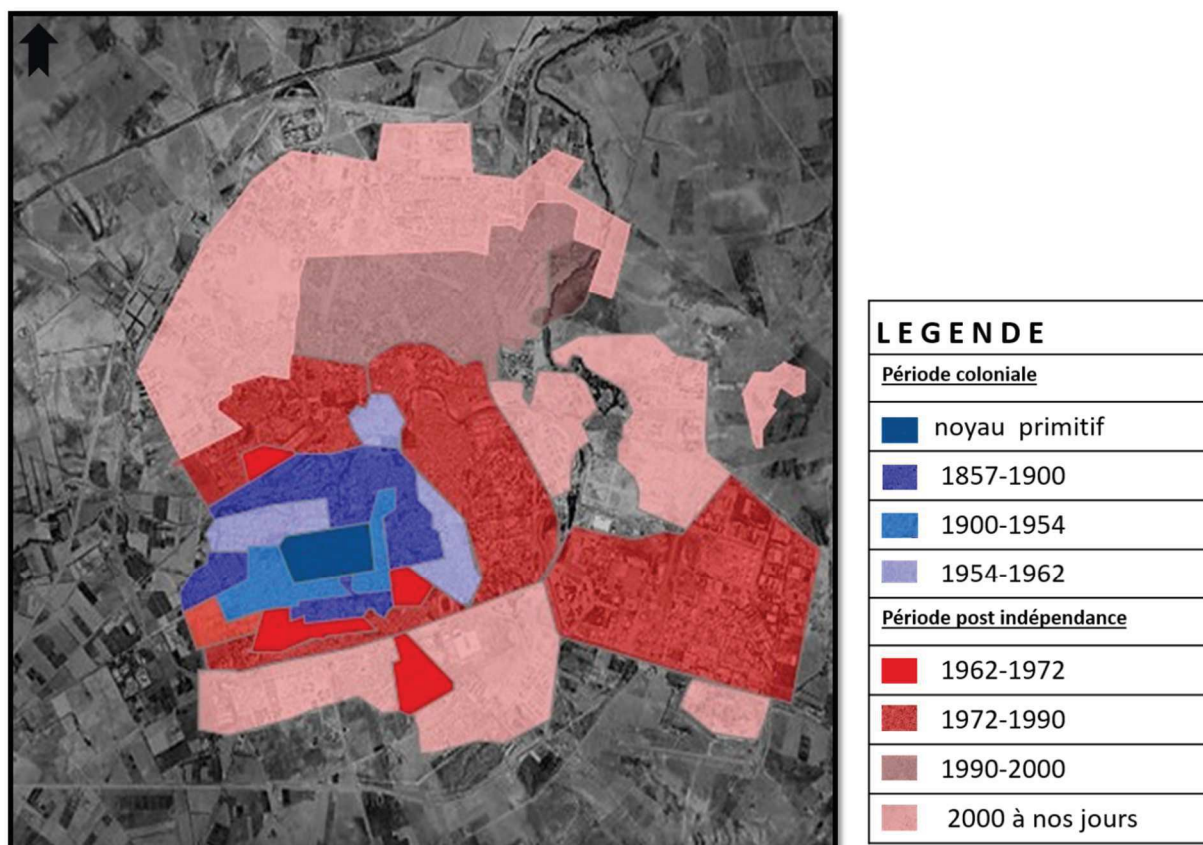 LEGENDE
Période coloniale
noyau primitif
1857-1900
1900-1954
1954-1962
Période post indépendance
1962-1972
1972-1990
1990-2000
2000 à nos jours